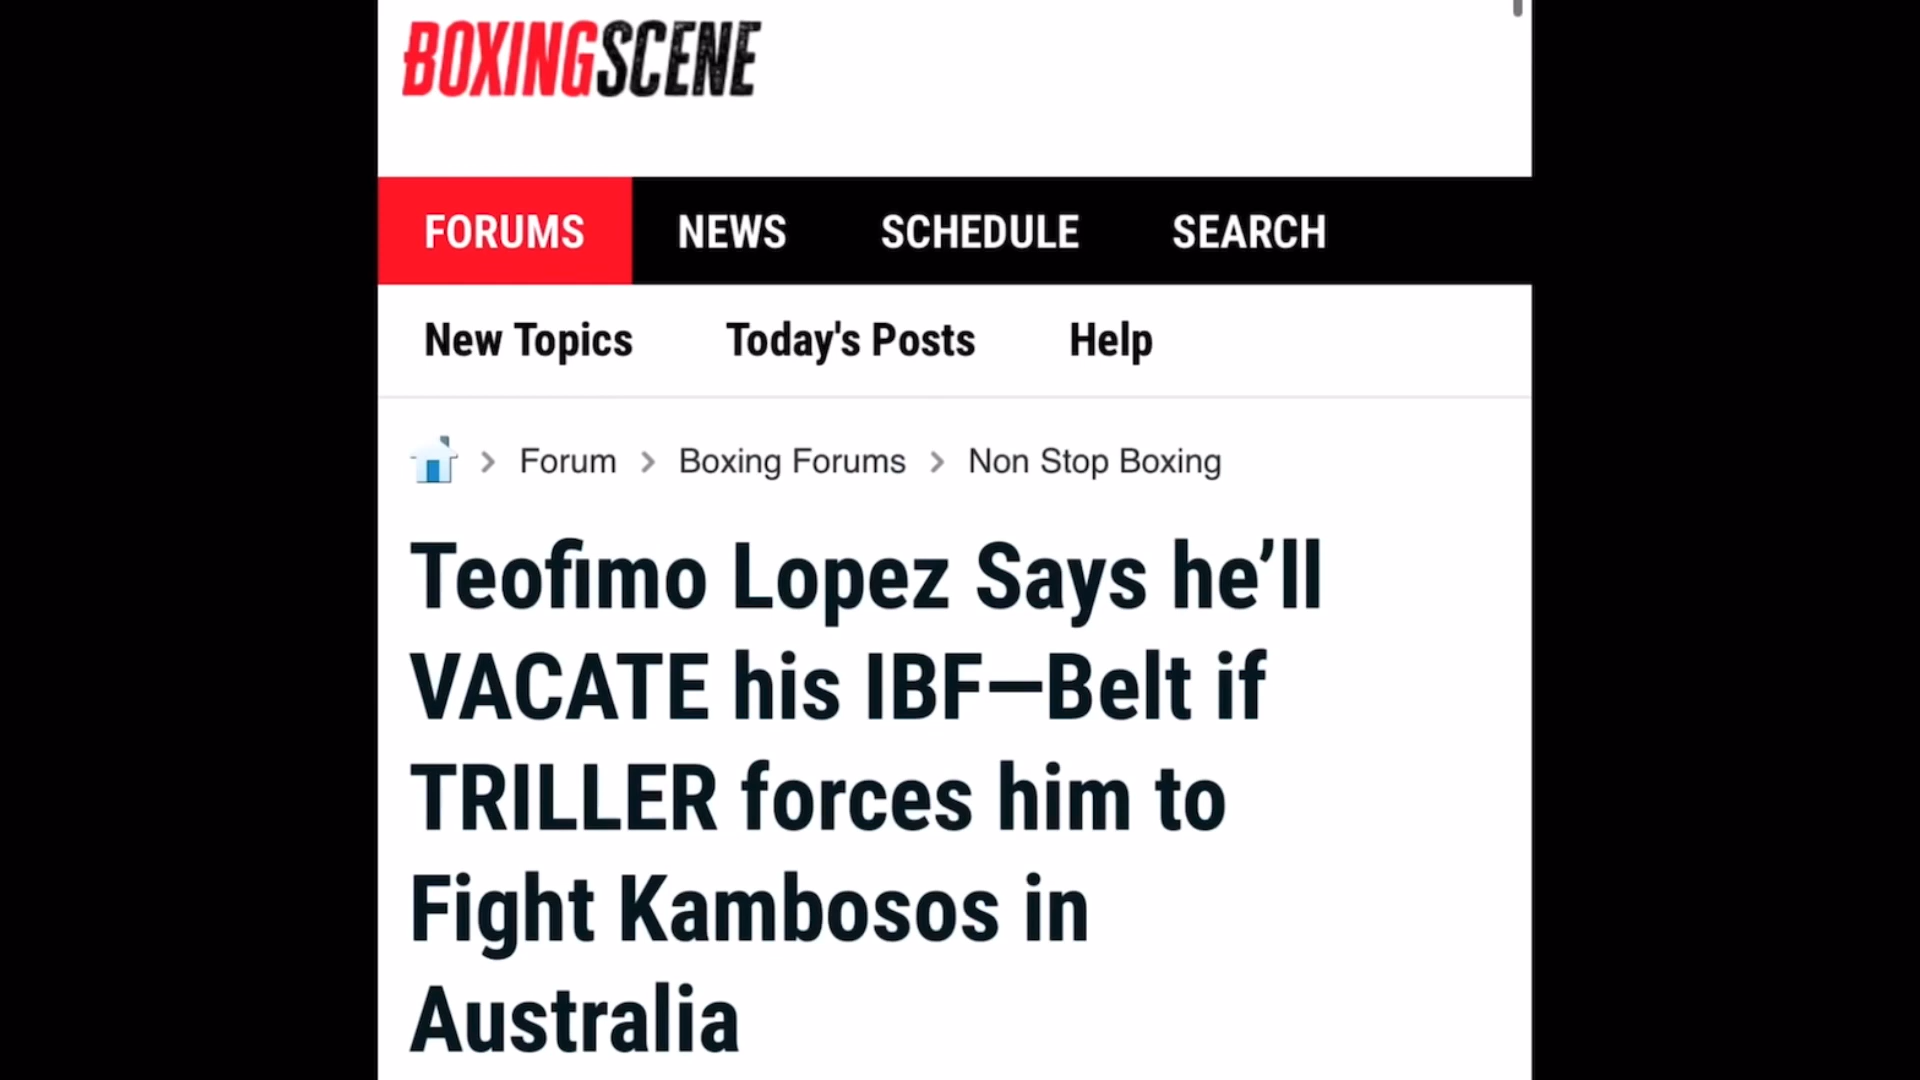 BOXINGSCENE
FORUMS NEWS SCHEDULE SEARCH
New Topics Today's Posts Help
Forum > Boxing Forums > Non Stop Boxing
Teofimo Lopez Says he’ll
VACATE his IBF—Belt if
TRILLER forces him to
Fight Kambosos in
Australia